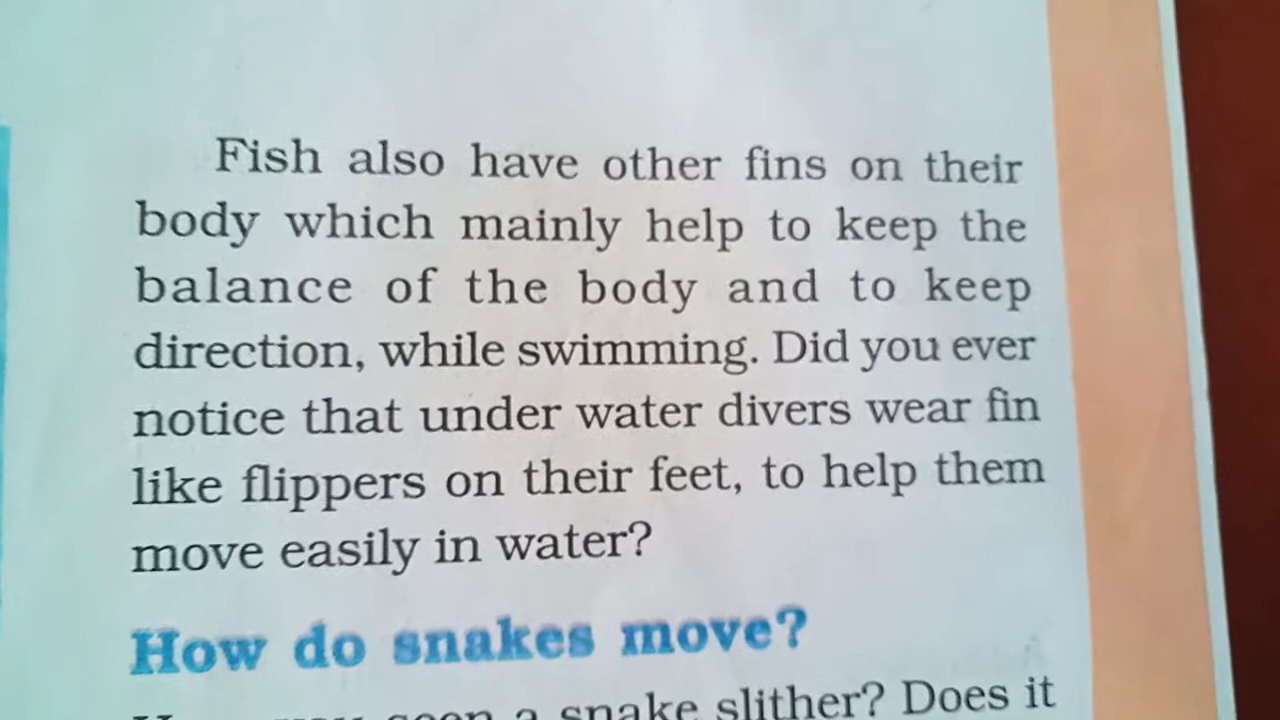 Fish also have other fins on their
body which mainly help to keep the
balance of the body and to keep
direction, while swimming. Did you ever
notice that under water divers wear fin
like flippers on their feet, to help them
move easily in water?
How do snakes move?
you seen a snake slither? Does it